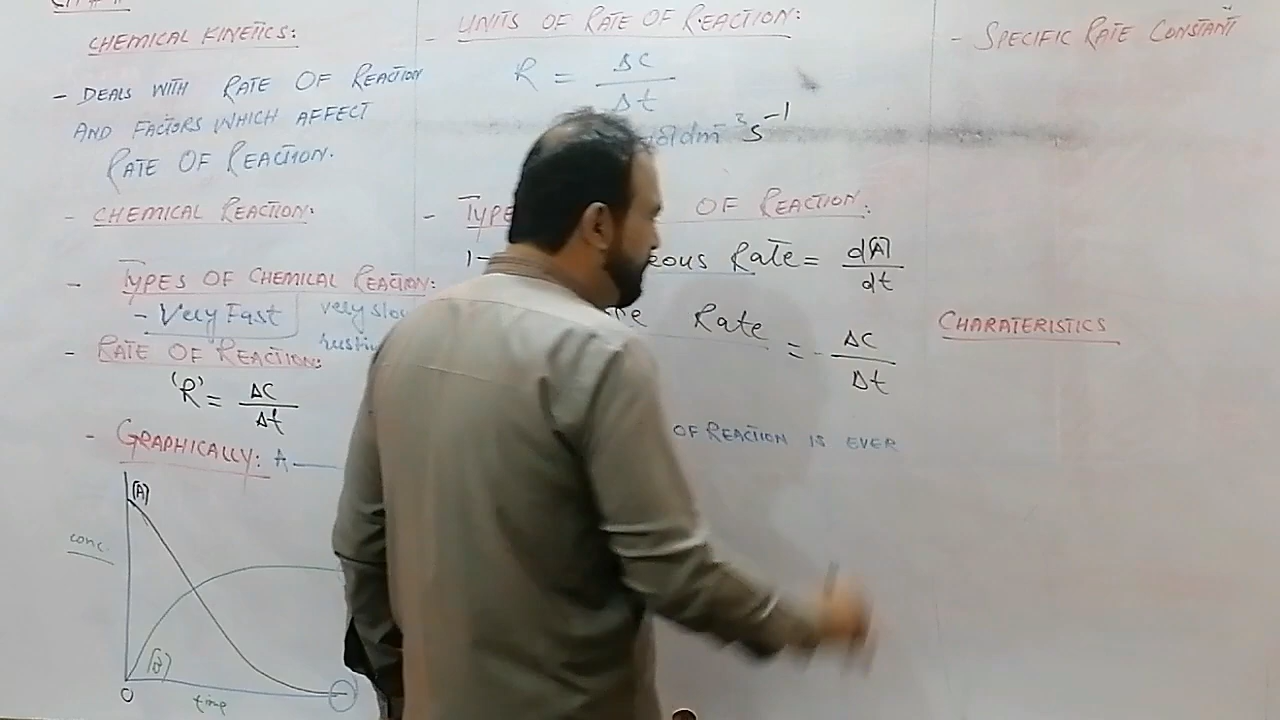 CHEMICAL KINETICS:
- DEALS WITH RATE OF REACTION
AND FACTORS WHICH AFFECT
RATE OF REACTION.
- CHEMICAL REACTION:
- TYPES OF CHEMICAL REACTION:
- Very Fast very slo
rusti
- RATE OF REACTION:
'R' = ΔC / Δt
- GRAPHICALLY: A
[A]
conc.
[B]
0 time
- UNITS OF RATE OF REACTION:
R = ΔC / Δt
dm⁻³ s⁻¹
- TYPE OF REACTION:
1- eous Rate = d[A] / dt
Rate = - ΔC / Δt
OF REACTION IS EVER
- SPECIFIC RATE CONSTANT
CHARATERISTICS